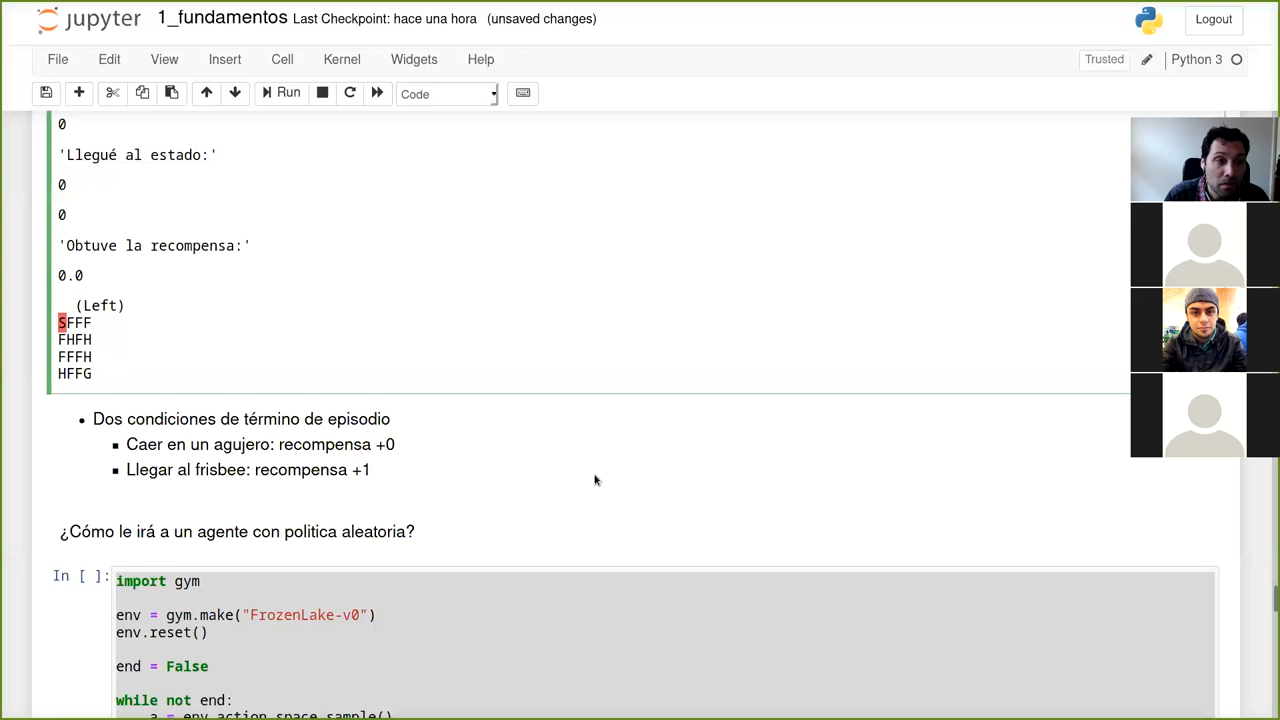 jupyter 1_fundamentos Last Checkpoint: hace una hora (unsaved changes) Logout
File Edit View Insert Cell Kernel Widgets Help Trusted Python 3
Run Code
0
'Llegué al estado:'
0
0
'Obtuve la recompensa:'
0.0
(Left)
SFFF
FHFH
FFFH
HFFG
• Dos condiciones de término de episodio
▪ Caer en un agujero: recompensa +0
▪ Llegar al frisbee: recompensa +1
¿Cómo le irá a un agente con politica aleatoria?
In [ ]: import gym
env = gym.make("FrozenLake-v0")
env.reset()
end = False
while not end:
a = env.action_space.sample()